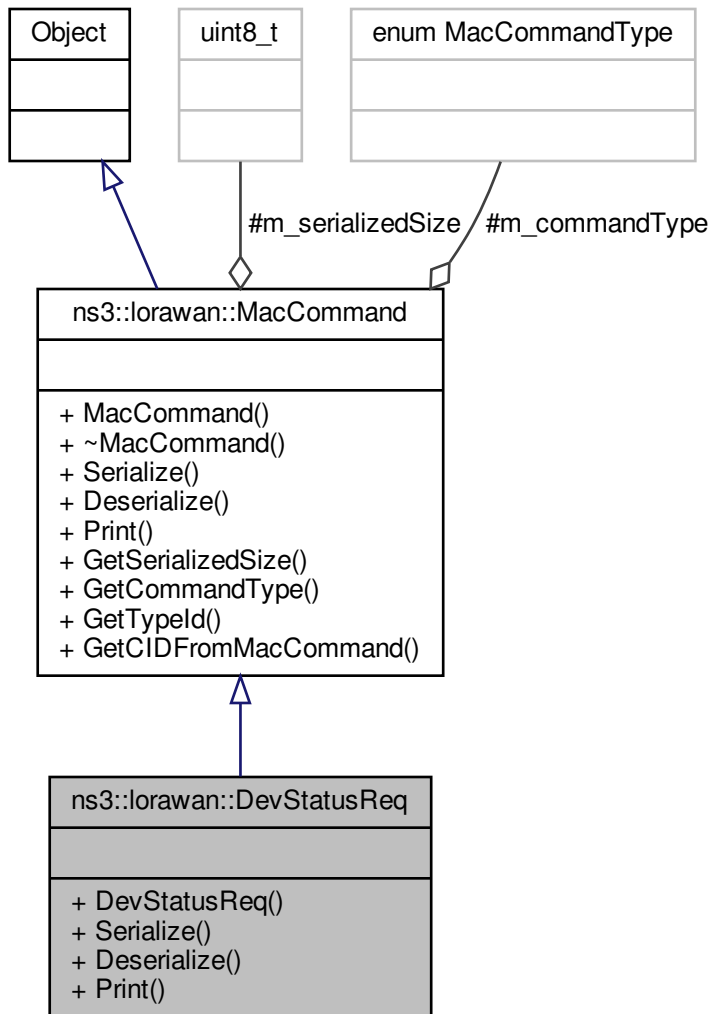 Object
uint8_t
enum MacCommandType
#m_serializedSize
#m_commandType
ns3::lorawan::MacCommand
+ MacCommand()
+ ~MacCommand()
+ Serialize()
+ Deserialize()
+ Print()
+ GetSerializedSize()
+ GetCommandType()
+ GetTypeId()
+ GetCIDFromMacCommand()
ns3::lorawan::DevStatusReq
+ DevStatusReq()
+ Serialize()
+ Deserialize()
+ Print()